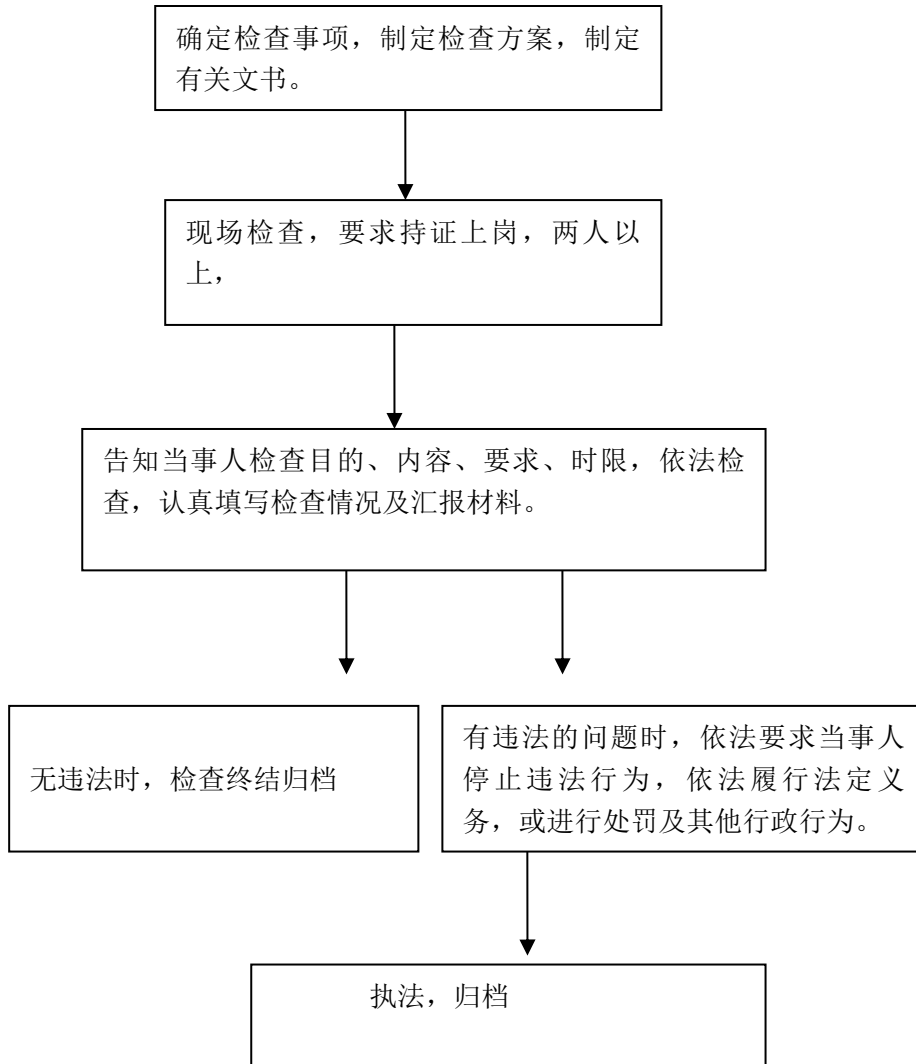 确定检查事项，制定检查方案，制定
有关文书。
现场检查，要求持证上岗，两人以
上，
告知当事人检查目的、内容、要求、时限，依法检
查，认真填写检查情况及汇报材料。
无违法时，检查终结归档
有违法的问题时，依法要求当事人
停止违法行为，依法履行法定义
务，或进行处罚及其他行政行为。
执法，归档